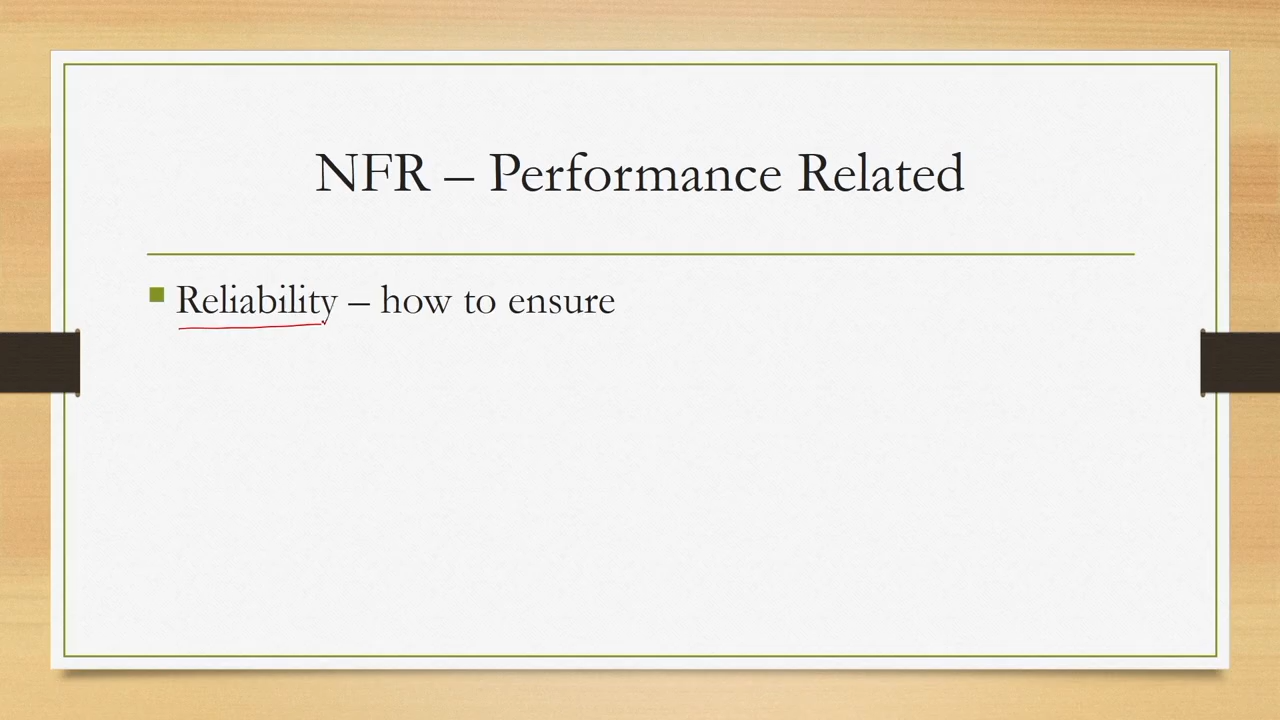 NFR – Performance Related
Reliability – how to ensure